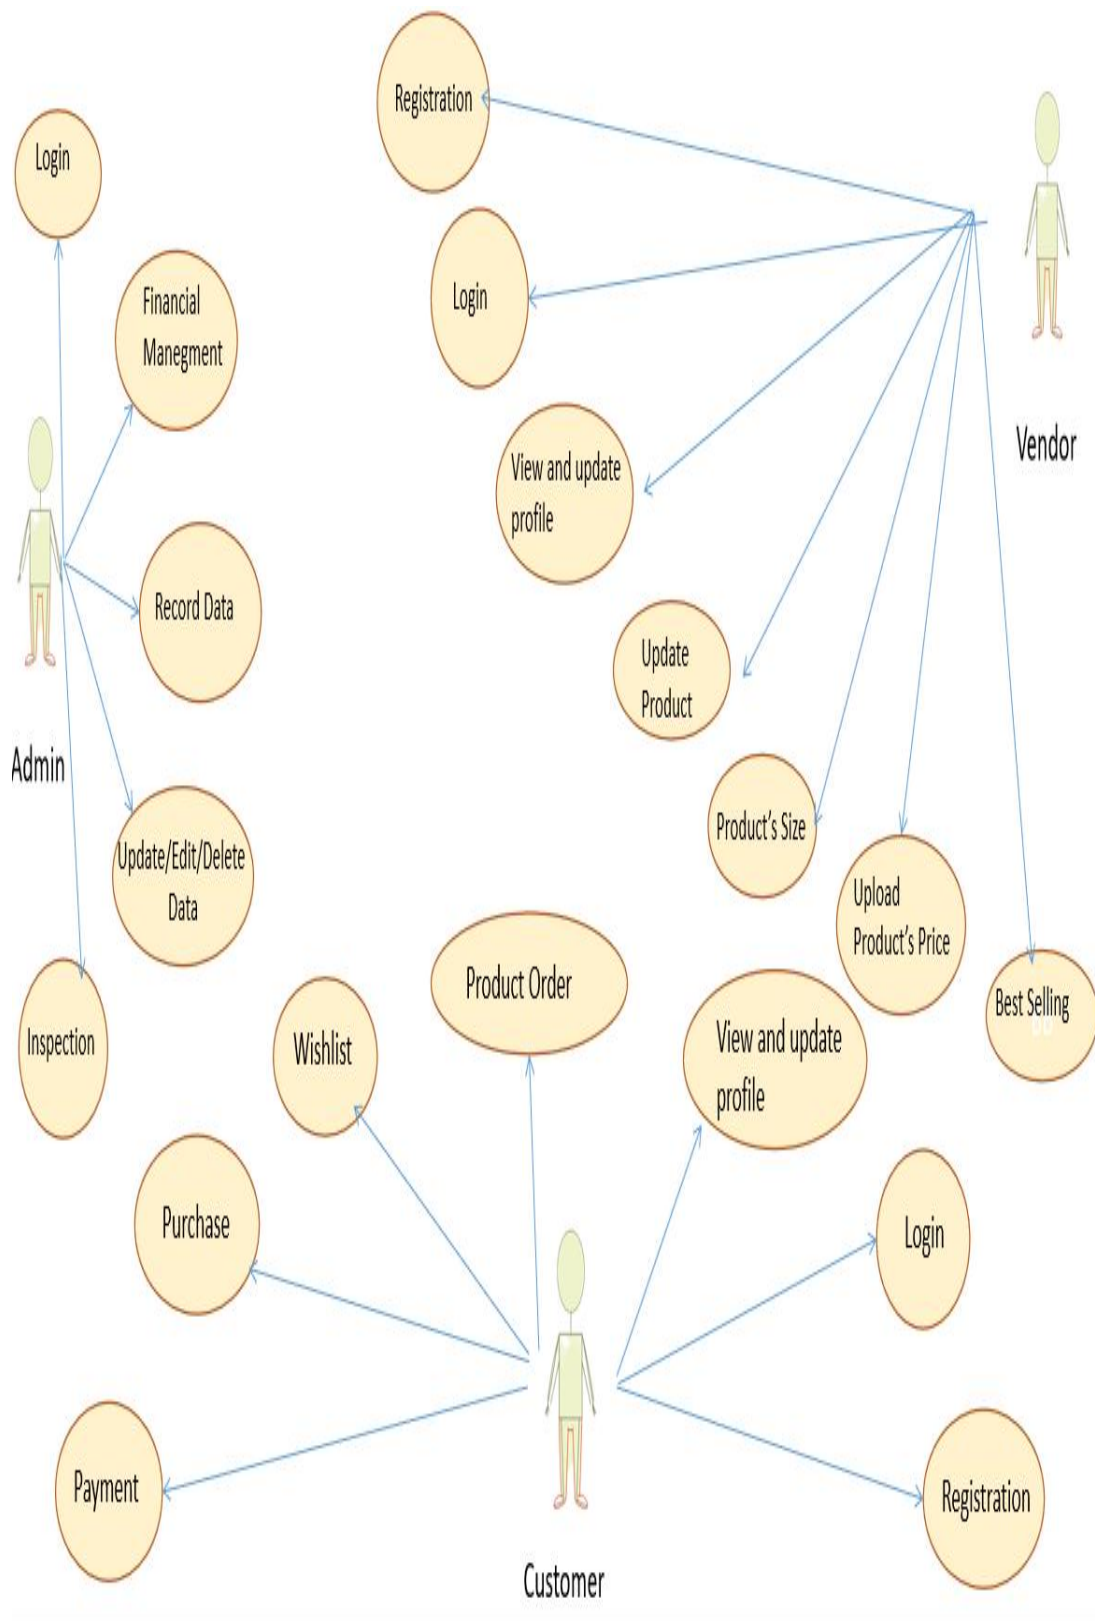 Registration
Login
Login
Financial
Manegment
Vendor
View and update
profile
Record Data
Update
Product
Admin
Product's Size
Update/Edit/Delete
Data
Upload
Product's Price
Product Order
Best Selling
View and update
profile
Inspection
Wishlist
Purchase
Login
Payment
Registration
Customer